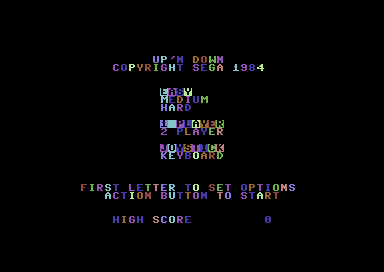 UP'N DOWN
COPYRIGHT SEGA 1984
EASY
MEDIUM
HARD
1 PLAYER
2 PLAYER
JOYSTICK
KEYBOARD
FIRST LETTER TO SET OPTIONS
ACTION BUTTON TO START
HIGH SCORE 0